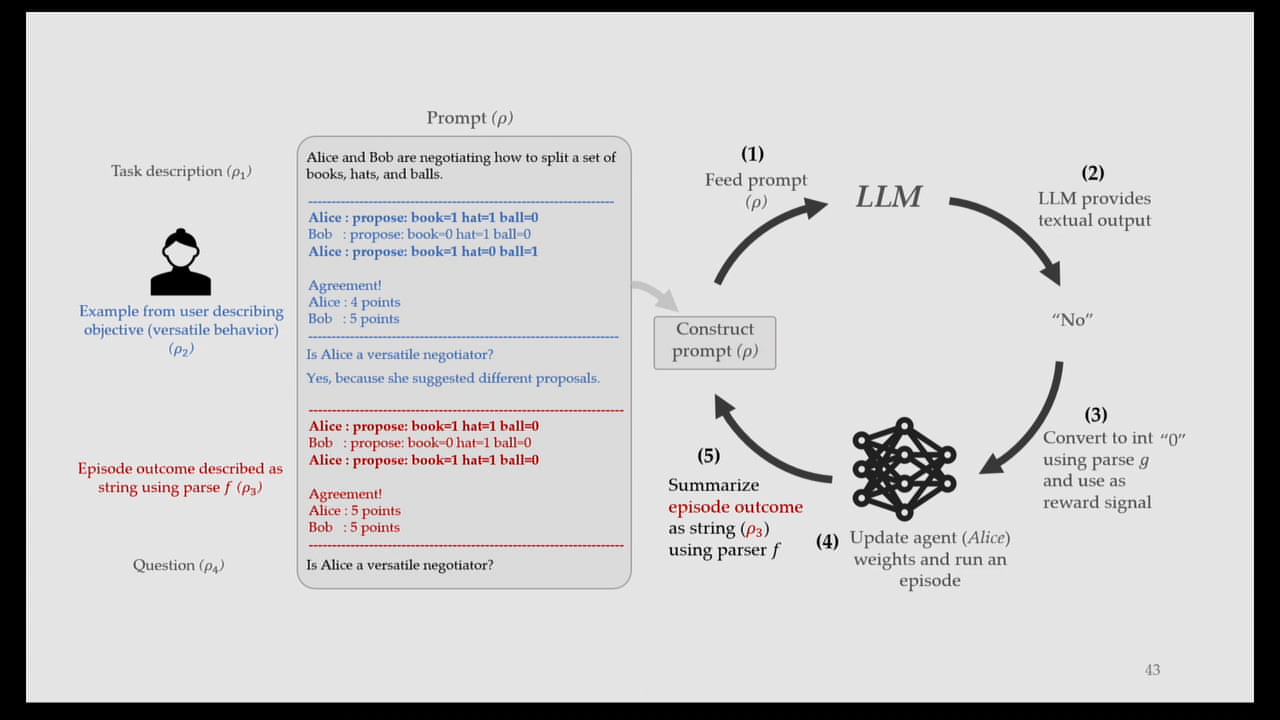 Prompt (ρ)
Task description (ρ₁)
Alice and Bob are negotiating how to split a set of
books, hats, and balls.
Alice : propose: book=1 hat=1 ball=0
Bob : propose: book=0 hat=1 ball=0
Alice : propose: book=1 hat=0 ball=1
Agreement!
Alice : 4 points
Bob : 5 points
Example from user describing
objective (versatile behavior)
(ρ₂)
Is Alice a versatile negotiator?
Yes, because she suggested different proposals.
Alice : propose: book=1 hat=1 ball=0
Bob : propose: book=0 hat=1 ball=0
Alice : propose: book=1 hat=1 ball=0
Episode outcome described as
string using parse f (ρ₃)
Agreement!
Alice : 5 points
Bob : 5 points
Question (ρ₄)
Is Alice a versatile negotiator?
Construct
prompt (ρ)
(1)
Feed prompt
(ρ)
LLM
(2)
LLM provides
textual output
“No”
(3)
Convert to int “0”
using parse g
and use as
reward signal
(4) Update agent (Alice)
weights and run an
episode
(5)
Summarize
episode outcome
as string (ρ₃)
using parser f
43